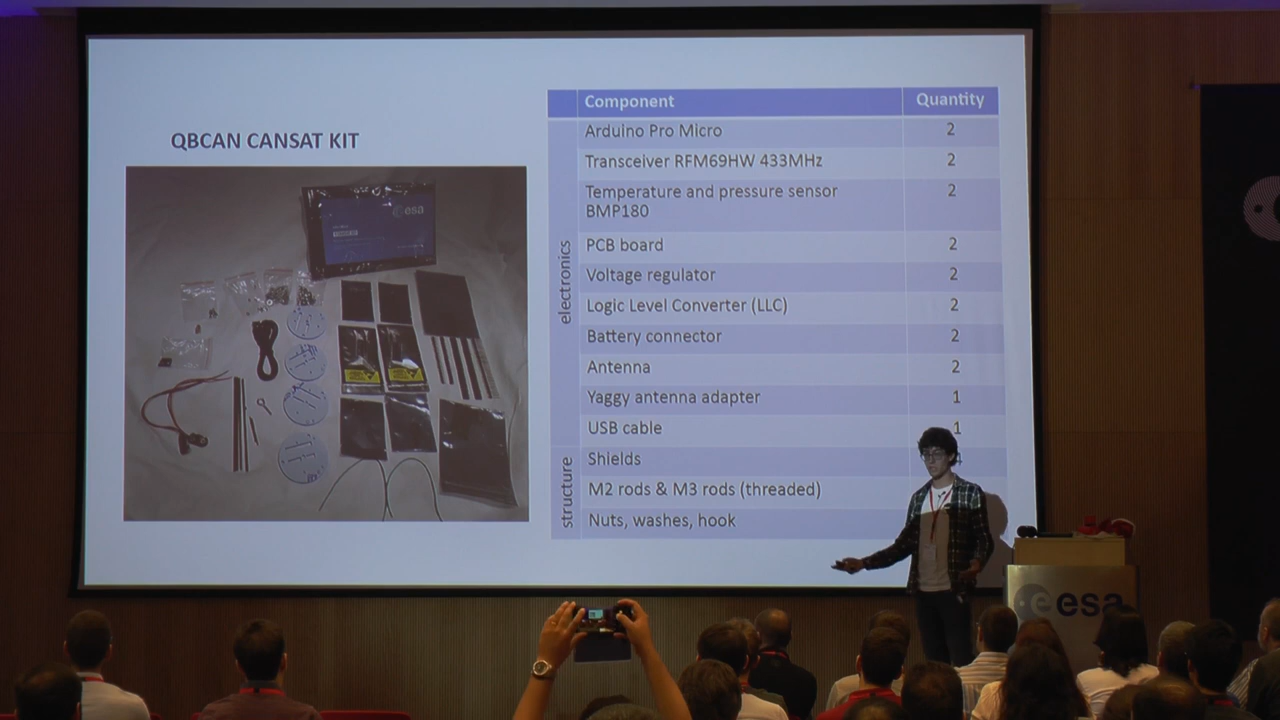 QBCAN CANSAT KIT
esa
Component Quantity
electronics
Arduino Pro Micro 2
Transceiver RFM69HW 433MHz 2
Temperature and pressure sensor 2
BMP180
PCB board 2
Voltage regulator 2
Logic Level Converter (LLC) 2
Battery connector 2
Antenna 2
Yaggy antenna adapter 1
USB cable 1
structure
Shields
M2 rods & M3 rods (threaded)
Nuts, washes, hook
esa